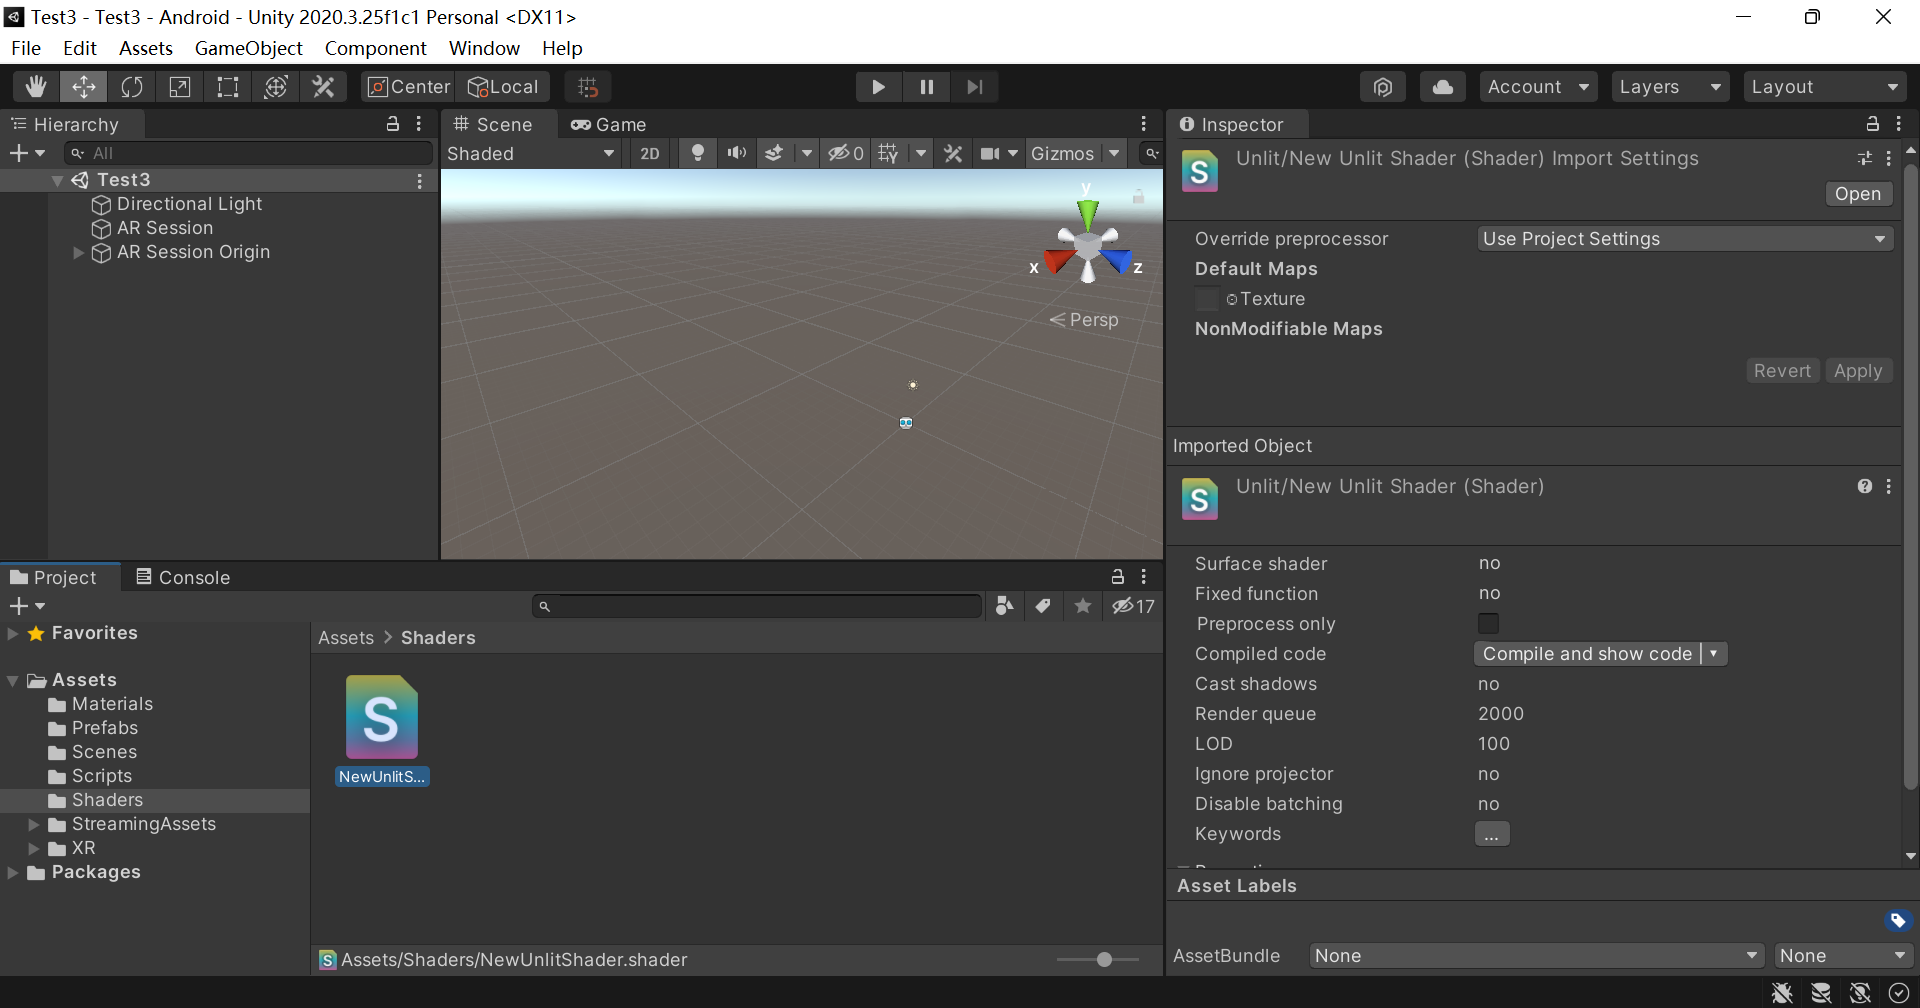 Test3 - Test3 - Android - Unity 2020.3.25f1c1 Personal <DX11>
File Edit Assets GameObject Component Window Help
Center Local Account Layers Layout
Hierarchy
All
Test3
Directional Light
AR Session
AR Session Origin
Scene Game
Shaded 2D 0 Gizmos
y
x z
Persp
Inspector
S Unlit/New Unlit Shader (Shader) Import Settings
Open
Override preprocessor Use Project Settings
Default Maps
Texture
NonModifiable Maps
Revert Apply
Imported Object
S Unlit/New Unlit Shader (Shader)
Surface shader no
Fixed function no
Preprocess only
Compiled code Compile and show code
Cast shadows no
Render queue 2000
LOD 100
Ignore projector no
Disable batching no
Keywords ...
Asset Labels
AssetBundle None None
Project Console
17
Favorites
Assets
Materials
Prefabs
Scenes
Scripts
Shaders
StreamingAssets
XR
Packages
Assets > Shaders
S
NewUnlitS...
S Assets/Shaders/NewUnlitShader.shader